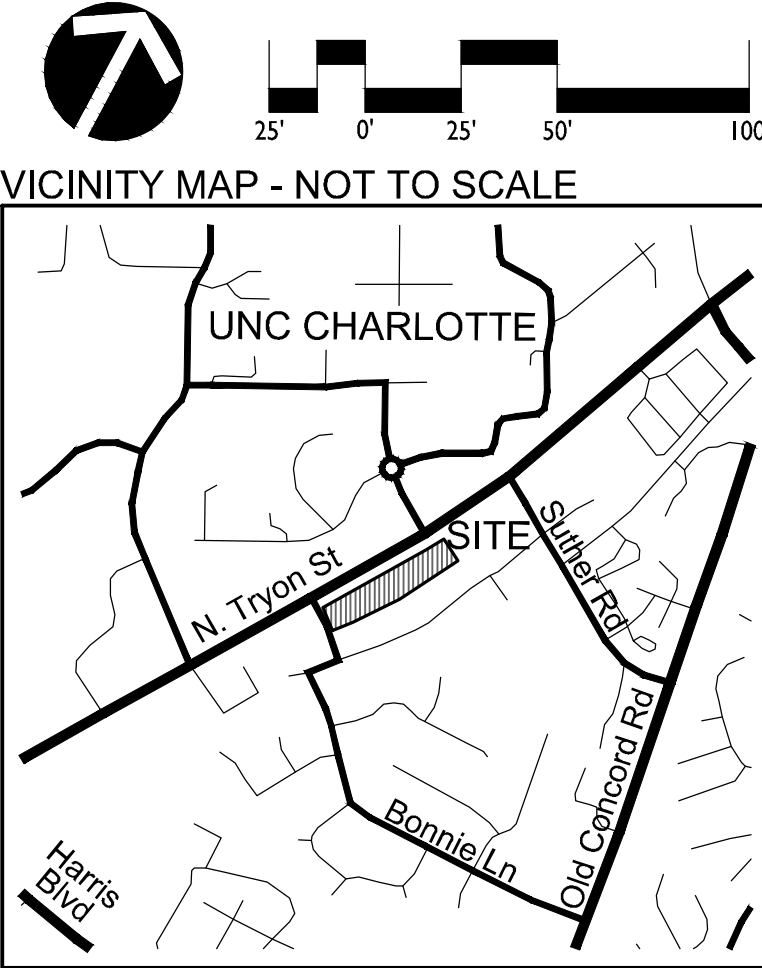 25' 0' 25' 50' 100
VICINITY MAP - NOT TO SCALE
UNC CHARLOTTE
SITE
Suther Rd
N. Tryon St
Old Concord Rd
Bonnie Ln
Harris
Blvd